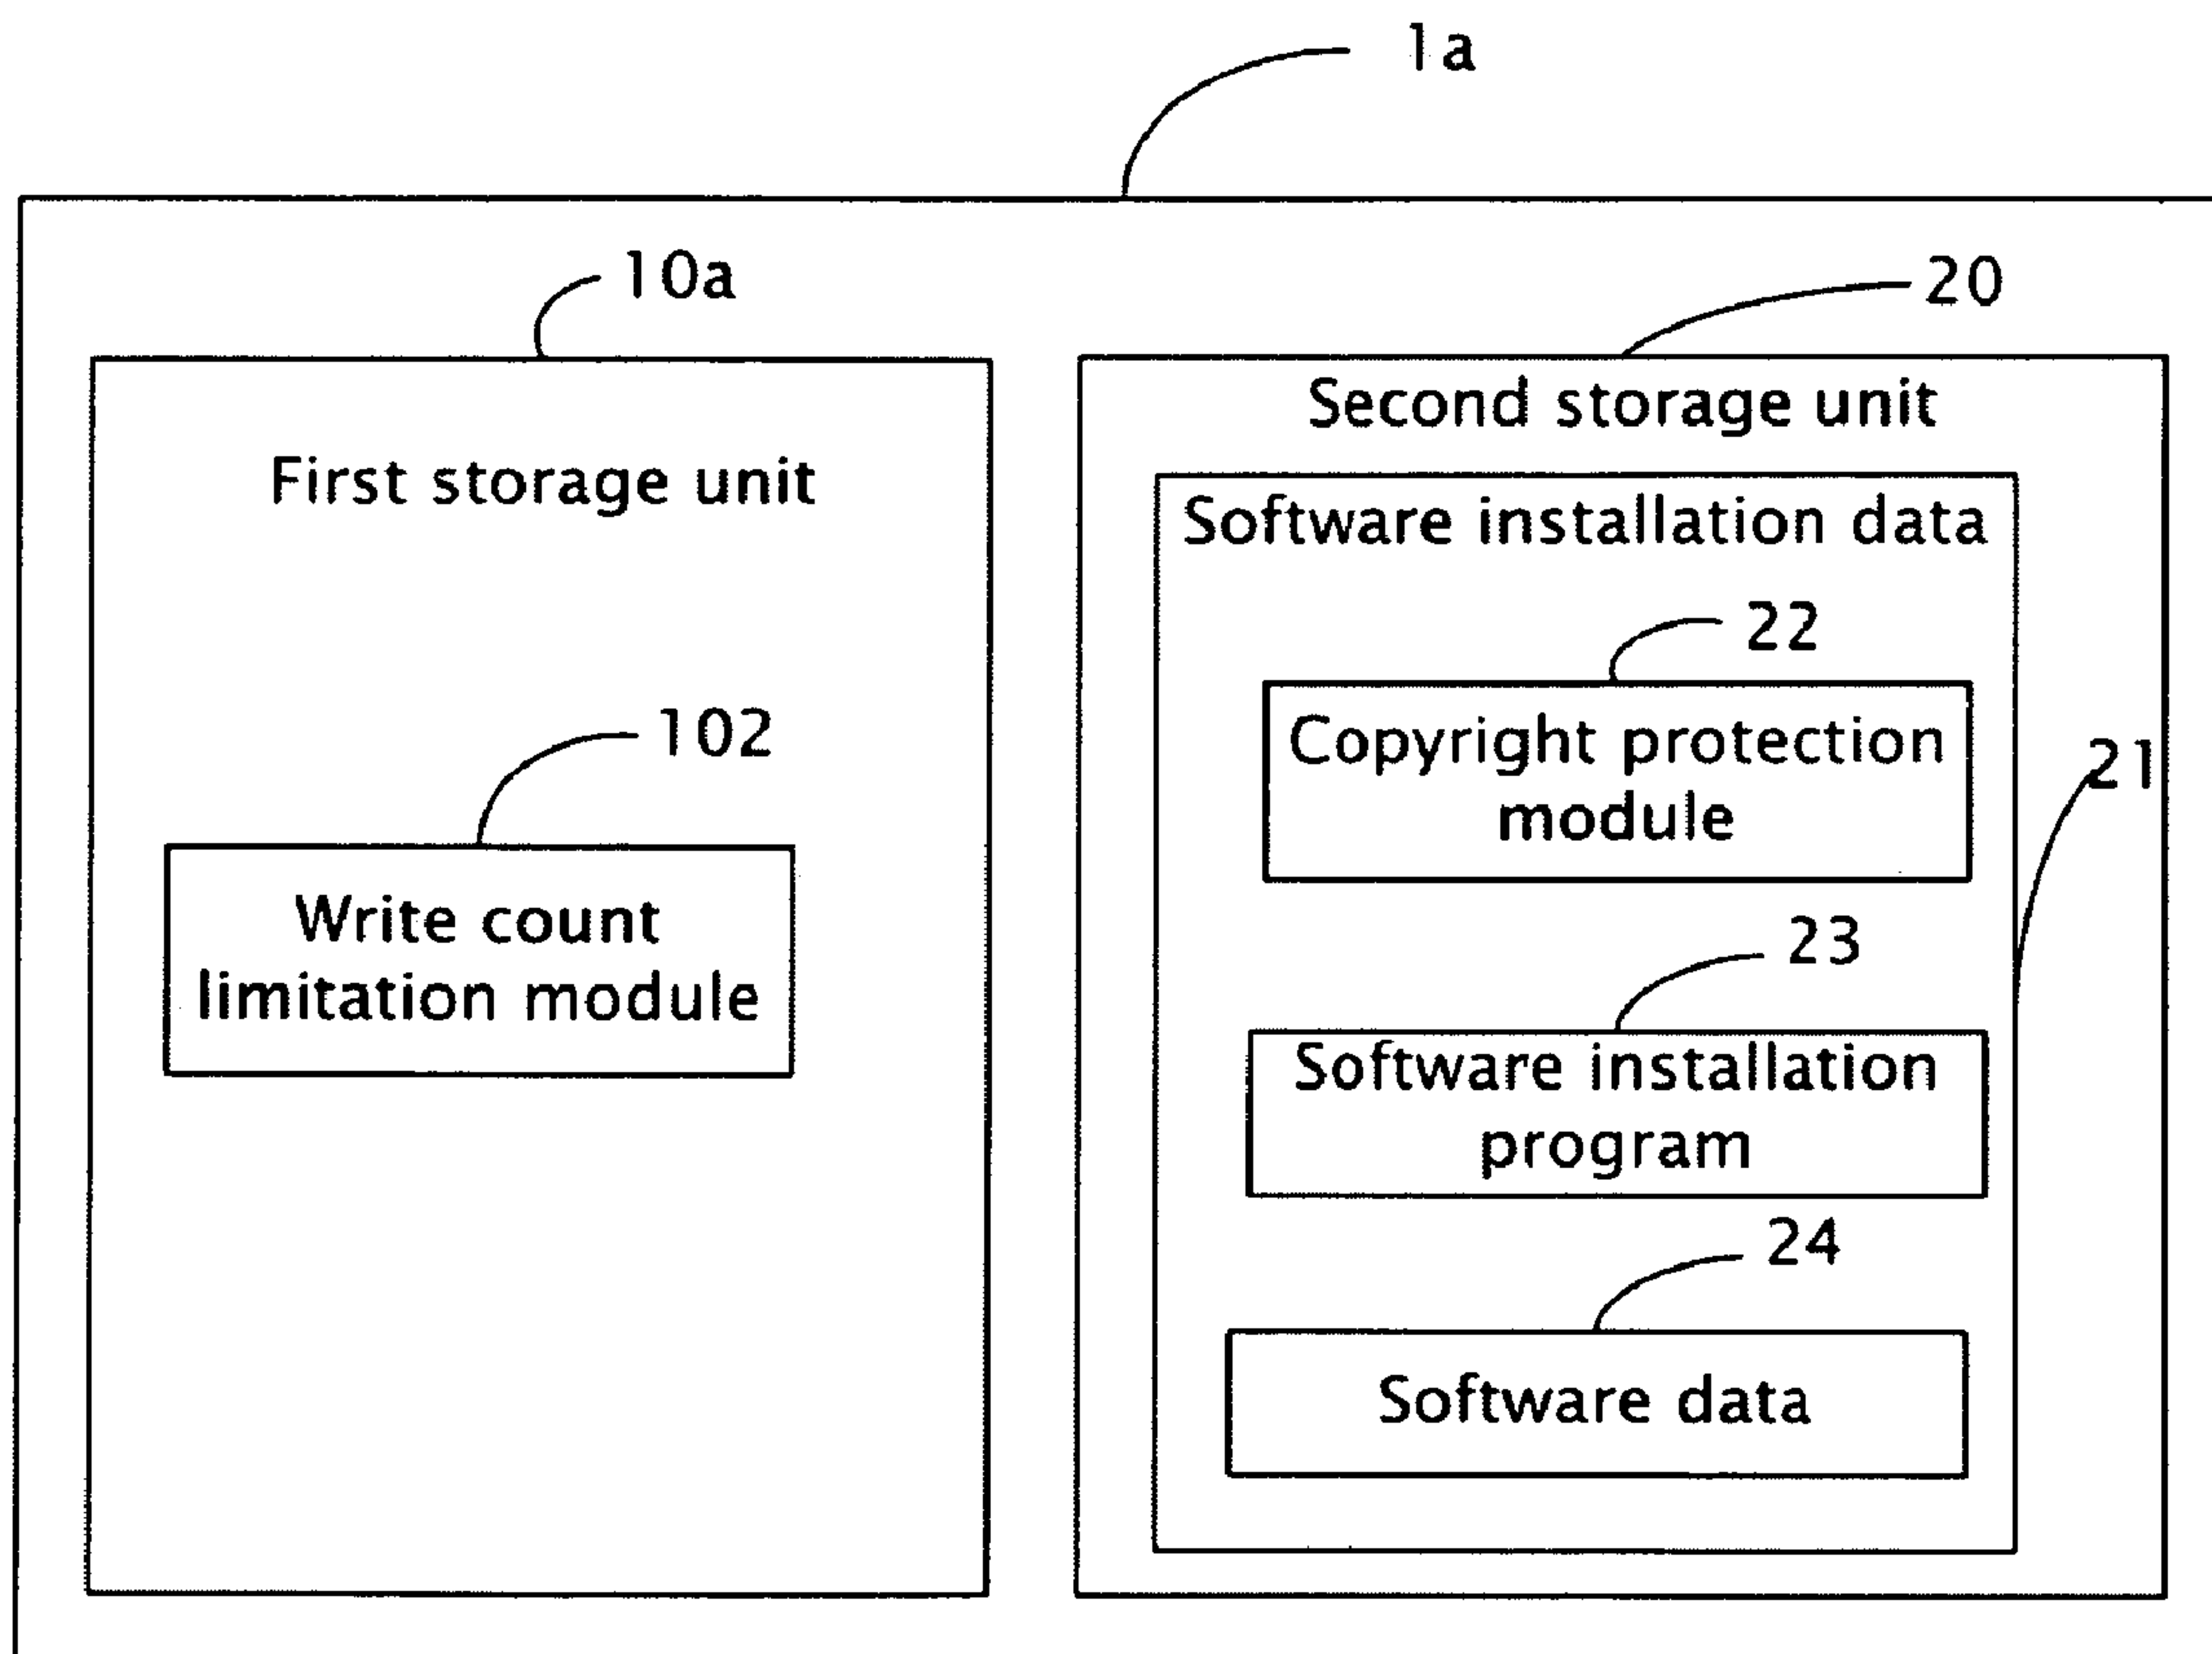 1a
10a
First storage unit
102
Write count
limitation module
20
Second storage unit
Software installation data
22
Copyright protection
module
21
23
Software installation
program
24
Software data